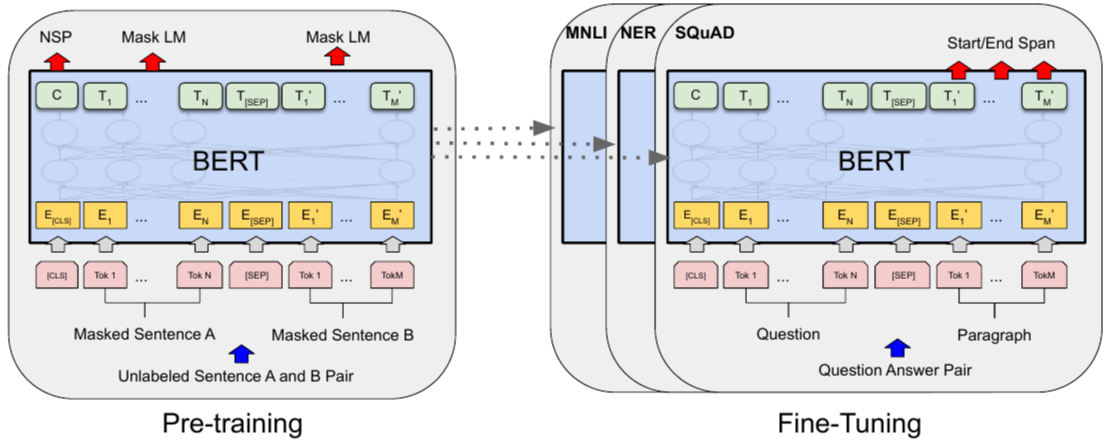 NSP Mask LM Mask LM
C T1 ... TN T[SEP] T1' ... TM'
BERT
E[CLS] E1 ... EN E[SEP] E1' ... EM'
[CLS] Tok 1 ... Tok N [SEP] Tok 1 ... TokM
Masked Sentence A Masked Sentence B
Unlabeled Sentence A and B Pair
Pre-training
MNLI NER SQuAD
Start/End Span
C T1 ... TN T[SEP] T1' ... TM'
BERT
E[CLS] E1 ... EN E[SEP] E1' ... EM'
[CLS] Tok 1 ... Tok N [SEP] Tok 1 ... TokM
Question Paragraph
Question Answer Pair
Fine-Tuning